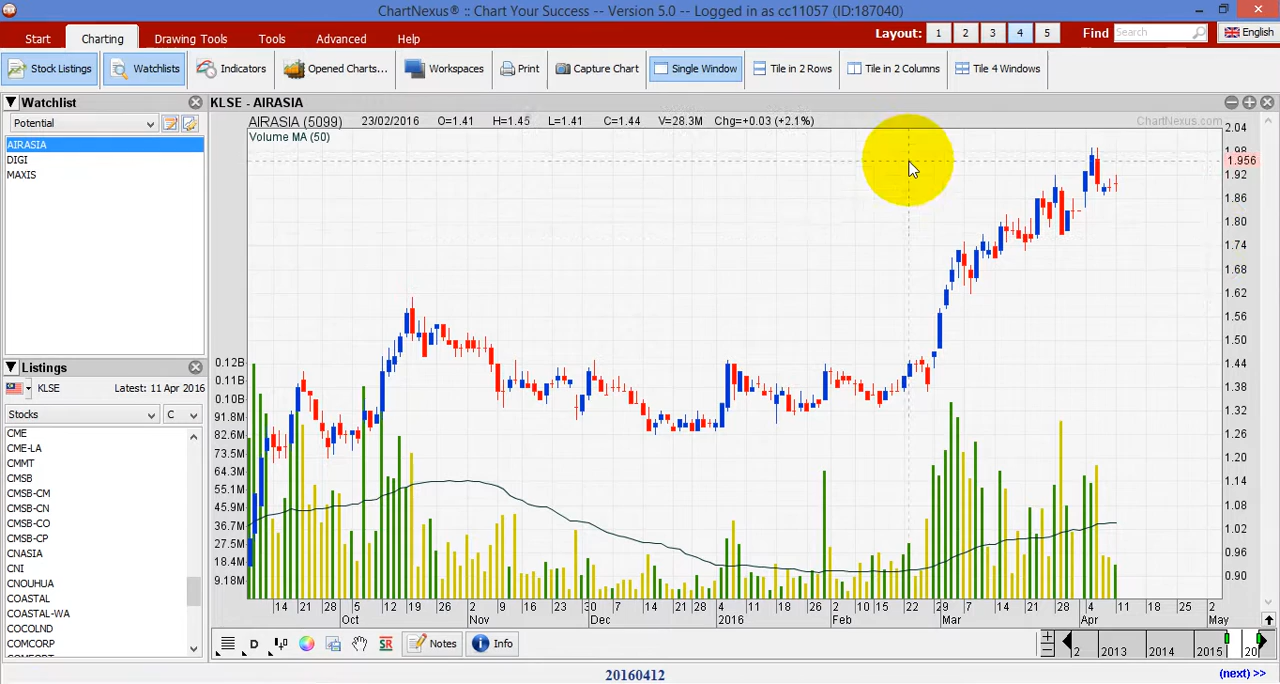 ChartNexus® :: Chart Your Success -- Version 5.0 -- Logged in as cc11057 (ID:187040)
Start Charting Drawing Tools Tools Advanced Help Layout: 1 2 3 4 5 Find Search English
Stock Listings Watchlists Indicators Opened Charts... Workspaces Print Capture Chart Single Window Tile in 2 Rows Tile in 2 Columns Tile 4 Windows
Watchlist
Potential
AIRASIA
DIGI
MAXIS
Listings
KLSE Latest: 11 Apr 2016
Stocks C
CME
CME-LA
CMMT
CMSB
CMSB-CM
CMSB-CN
CMSB-CO
CMSB-CP
CNASIA
CNI
CNOUHUA
COASTAL
COASTAL-WA
COCOLND
COMCORP
KLSE - AIRASIA
AIRASIA (5099) 23/02/2016 O=1.41 H=1.45 L=1.41 C=1.44 V=28.3M Chg=+0.03 (+2.1%) ChartNexus.com
Volume MA (50)
2.04
1.98
1.956
1.92
1.86
1.80
1.74
1.68
1.62
1.56
1.50
1.44
1.38
1.32
1.26
1.20
1.14
1.08
1.02
0.96
0.90
0.12B
0.11B
0.10B
91.8M
82.6M
73.5M
64.3M
55.1M
45.9M
36.7M
27.5M
18.4M
9.18M
14 21 28 5 12 19 26 2 9 16 23 30 7 14 21 28 4 11 18 26 2 10 15 22 29 7 14 21 28 4 11 18 25 2
Oct Nov Dec 2016 Feb Mar Apr May
D SR Notes Info 2 2013 2014 2015 20
20160412 (next) >>